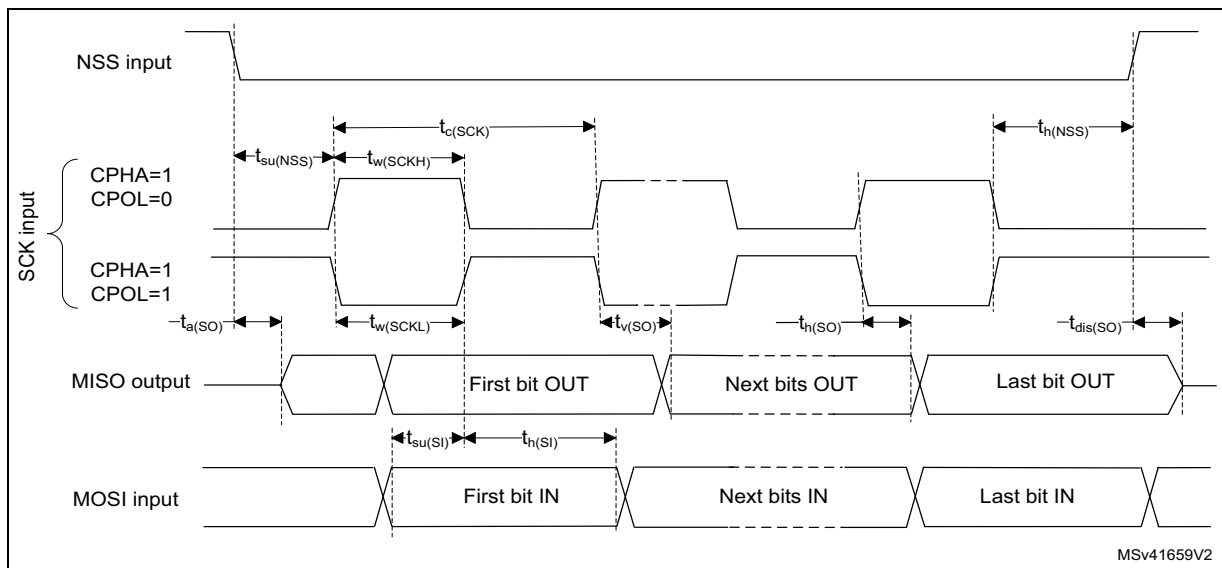 NSS input
tc(SCK)
th(NSS)
tsu(NSS)
tw(SCKH)
SCK input
CPHA=1
CPOL=0
CPHA=1
CPOL=1
ta(SO)
tw(SCKL)
tv(SO)
th(SO)
tdis(SO)
MISO output
First bit OUT
Next bits OUT
Last bit OUT
tsu(SI)
th(SI)
MOSI input
First bit IN
Next bits IN
Last bit IN
MSv41659V2